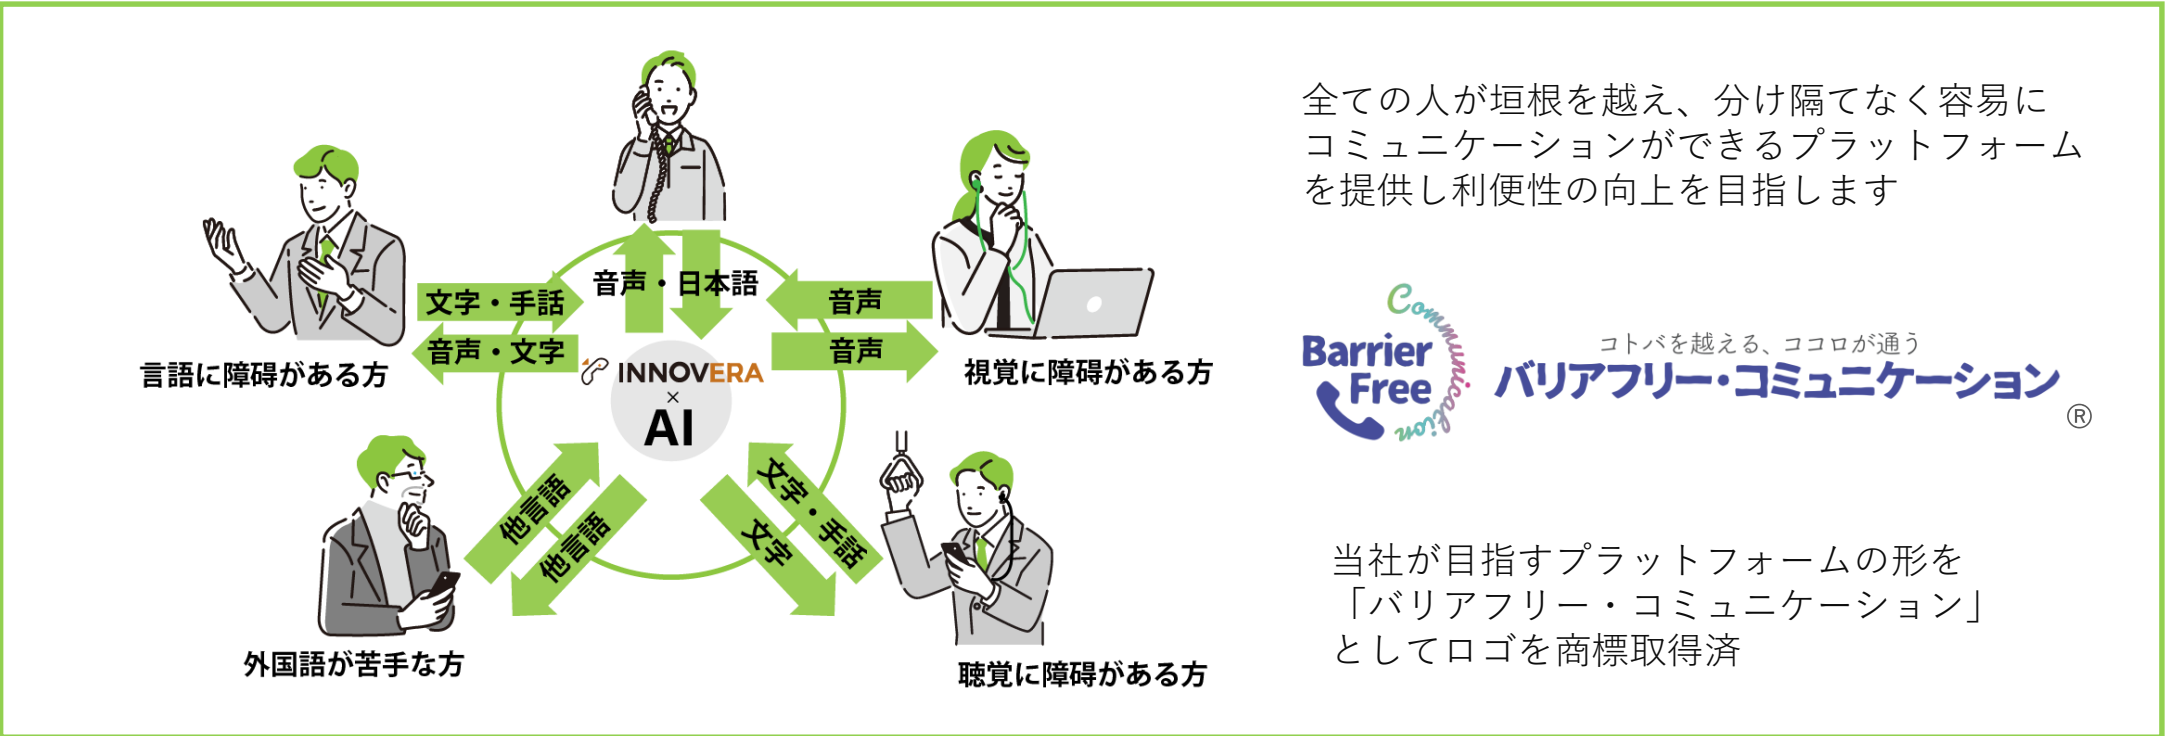 音声・日本語
文字・手話
音声・文字
言語に障碍がある方
音声
音声
視覚に障碍がある方
INNOVERA
×
AI
他言語
他言語
外国語が苦手な方
文字・手話
文字
聴覚に障碍がある方
全ての人が垣根を越え、分け隔てなく容易に
コミュニケーションができるプラットフォーム
を提供し利便性の向上を目指します
Barrier
Free
Communication
コトバを越える、ココロが通う
バリアフリー・コミュニケーション
®
当社が目指すプラットフォームの形を
「バリアフリー・コミュニケーション」
としてロゴを商標取得済